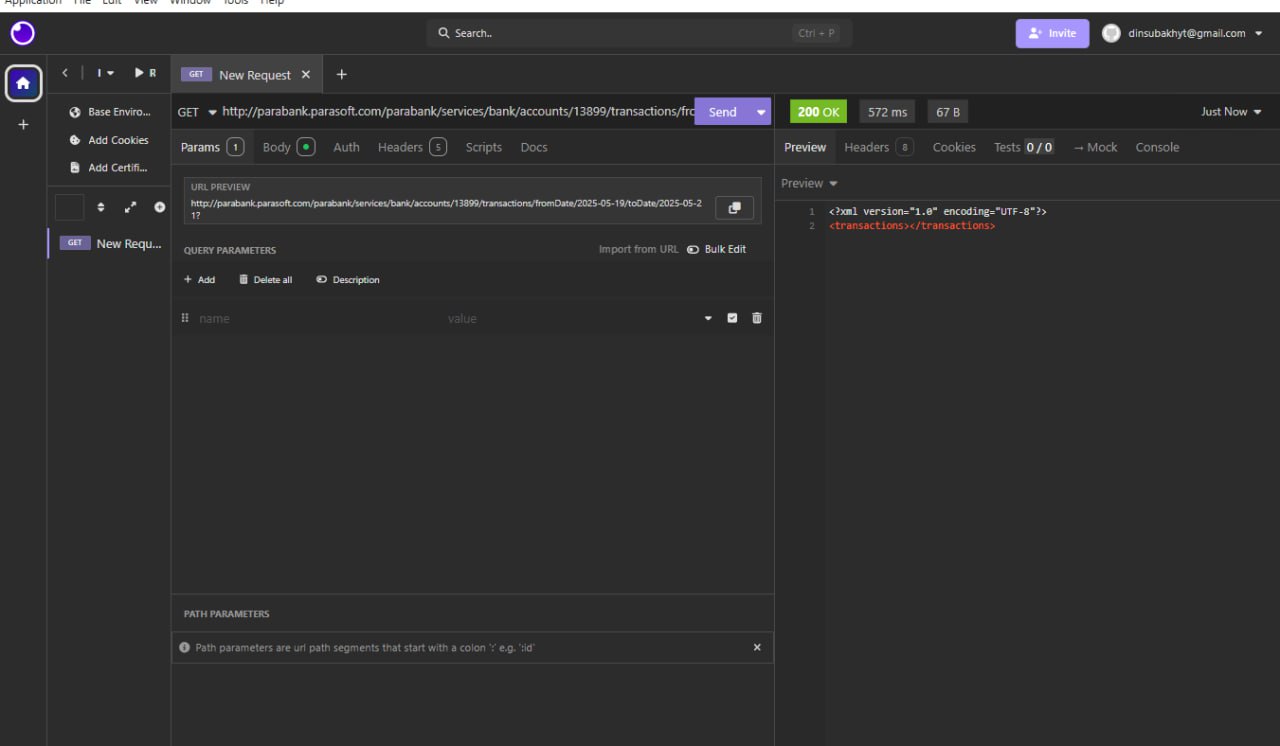 Application File Edit View Window Tools Help
Search..
Ctrl + P
Invite
dinsubakhyt@gmail.com
I
R
GET New Request
Base Enviro...
Add Cookies
Add Certifi...
GET New Requ...
GET http://parabank.parasoft.com/parabank/services/bank/accounts/13899/transactions/frc
Send
Params 1 Body Auth Headers 5 Scripts Docs
URL PREVIEW
http://parabank.parasoft.com/parabank/services/bank/accounts/13899/transactions/fromDate/2025-05-19/toDate/2025-05-2
1?
QUERY PARAMETERS
Import from URL Bulk Edit
+ Add Delete all Description
name value
PATH PARAMETERS
Path parameters are url path segments that start with a colon ':' e.g. ':id'
200 OK 572 ms 67 B Just Now
Preview Headers 8 Cookies Tests 0 / 0 → Mock Console
Preview
1 <?xml version="1.0" encoding="UTF-8"?>
2 <transactions></transactions>